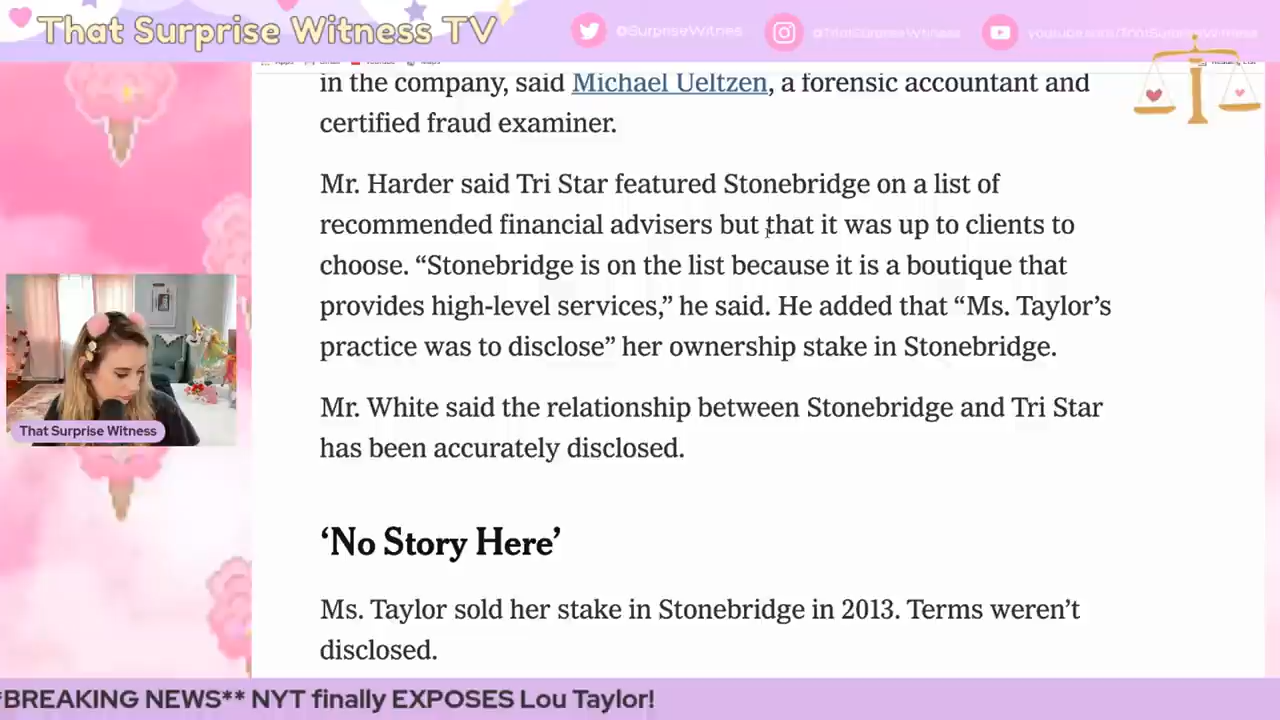 That Surprise Witness TV
@SurpriseWitnes
@ThatSurpriseWitness
youtube.com/ThatSurpriseWitness
in the company, said Michael Ueltzen, a forensic accountant and
certified fraud examiner.
Mr. Harder said Tri Star featured Stonebridge on a list of
recommended financial advisers but that it was up to clients to
choose. “Stonebridge is on the list because it is a boutique that
provides high-level services,” he said. He added that “Ms. Taylor’s
practice was to disclose” her ownership stake in Stonebridge.
Mr. White said the relationship between Stonebridge and Tri Star
has been accurately disclosed.
‘No Story Here’
Ms. Taylor sold her stake in Stonebridge in 2013. Terms weren’t
disclosed.
That Surprise Witness
*BREAKING NEWS** NYT finally EXPOSES Lou Taylor!